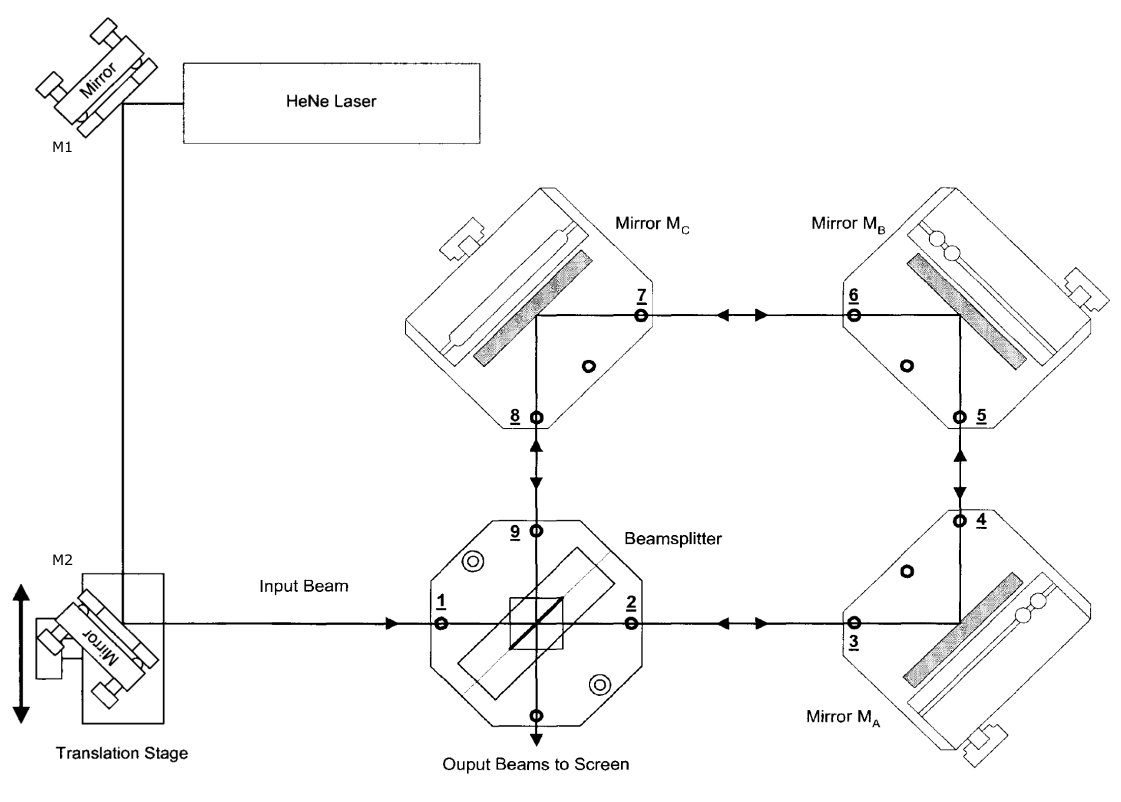 Mirror
HeNe Laser
M1
Mirror M_C
Mirror M_B
7
6
8
5
9
4
Beamsplitter
M2
Input Beam
1
2
3
Mirror
Mirror M_A
Translation Stage
Ouput Beams to Screen